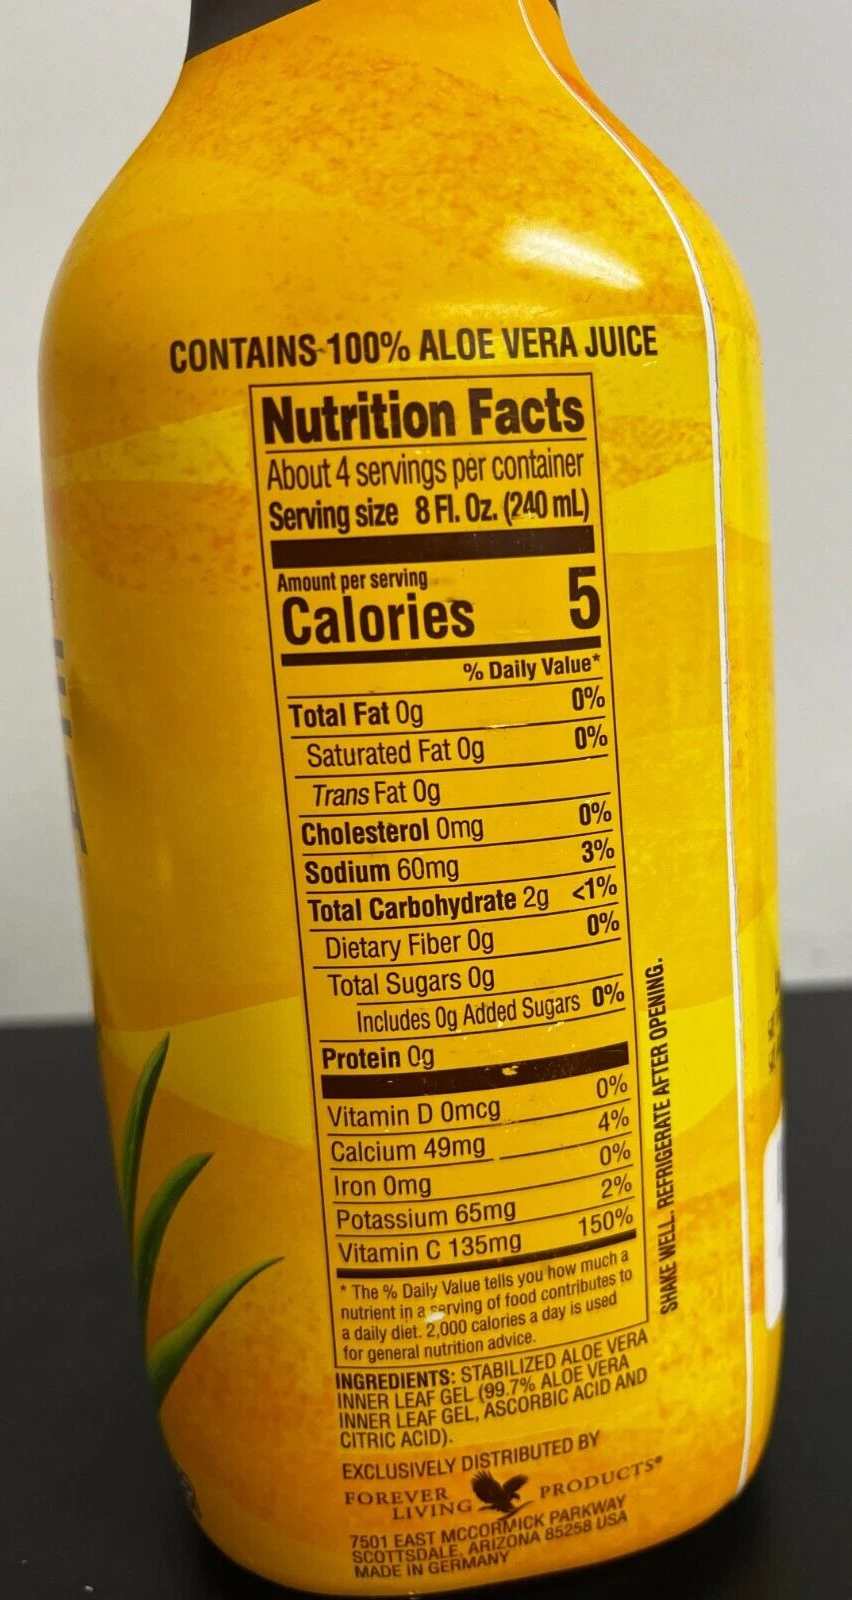 CONTAINS 100% ALOE VERA JUICE
Nutrition Facts
About 4 servings per container
Serving size 8 Fl. Oz. (240 mL)
Amount per serving
Calories 5
% Daily Value*
Total Fat 0g 0%
Saturated Fat 0g 0%
Trans Fat 0g
Cholesterol 0mg 0%
Sodium 60mg 3%
Total Carbohydrate 2g <1%
Dietary Fiber 0g 0%
Total Sugars 0g
Includes 0g Added Sugars 0%
Protein 0g
Vitamin D 0mcg 0%
Calcium 49mg 4%
Iron 0mg 0%
Potassium 65mg 2%
Vitamin C 135mg 150%
* The % Daily Value tells you how much a
nutrient in a serving of food contributes to
a daily diet. 2,000 calories a day is used
for general nutrition advice.
SHAKE WELL. REFRIGERATE AFTER OPENING.
INGREDIENTS: STABILIZED ALOE VERA
INNER LEAF GEL (99.7% ALOE VERA
INNER LEAF GEL, ASCORBIC ACID AND
CITRIC ACID).
EXCLUSIVELY DISTRIBUTED BY
FOREVER LIVING PRODUCTS®
7501 EAST MCCORMICK PARKWAY
SCOTTSDALE, ARIZONA 85258 USA
MADE IN GERMANY